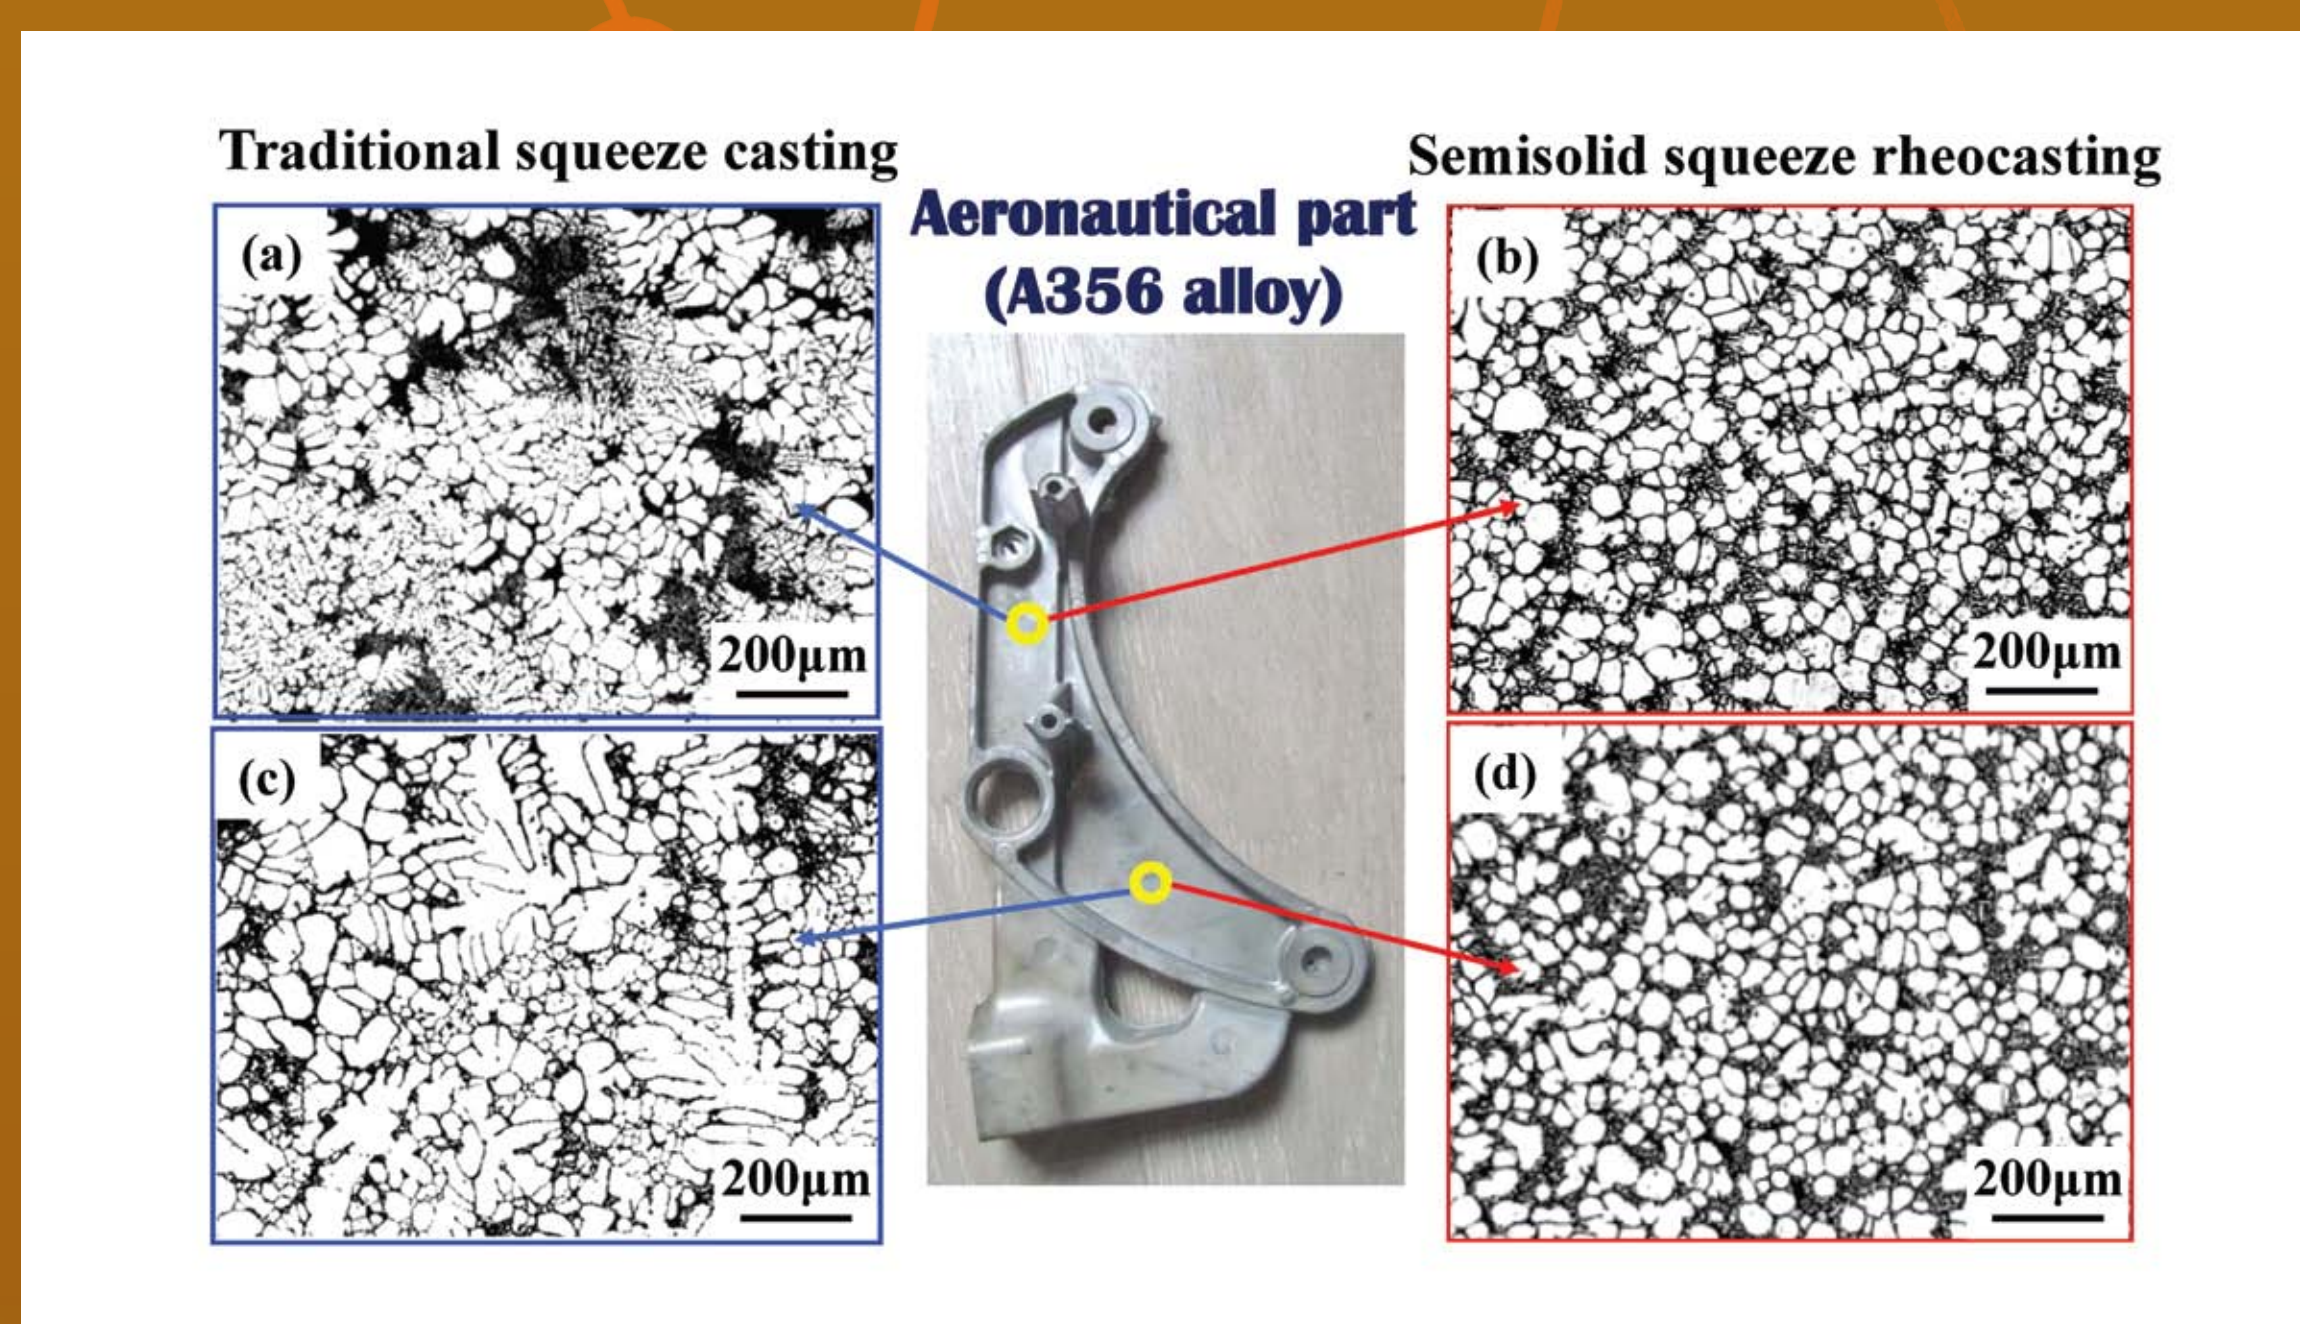 Traditional squeeze casting
Semisolid squeeze rheocasting
Aeronautical part
(A356 alloy)
(a)
200μm
(b)
200μm
(c)
200μm
(d)
200μm